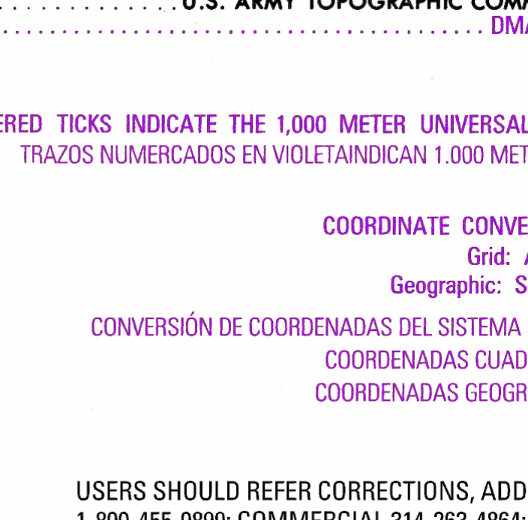 . . . . . . . . . . . . . U.S. ARMY TOPOGRAPHIC COM
. . . . . . . . . . . . . . . . . . . . . . . . . . . . . . . . . . . . . . . . DMA
ERED TICKS INDICATE THE 1,000 METER UNIVERSAL
TRAZOS NUMERCADOS EN VIOLETAINDICAN 1.000 MET
COORDINATE CONVE
Grid:
Geographic: S
CONVERSIÓN DE COORDENADAS DEL SISTEMA
COORDENADAS CUAD
COORDENADAS GEOGR
USERS SHOULD REFER CORRECTIONS, ADD
1-800-455-0899; COMMERCIAL 314-263-4864;